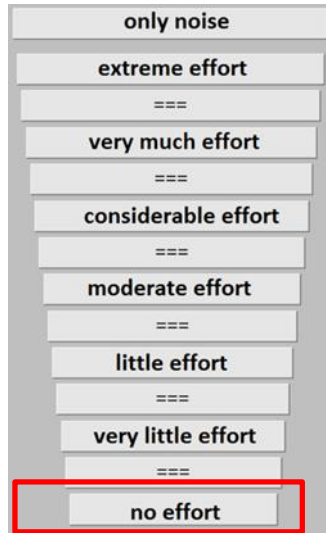 only noise
extreme effort
===
very much effort
===
considerable effort
===
moderate effort
===
little effort
===
very little effort
===
no effort